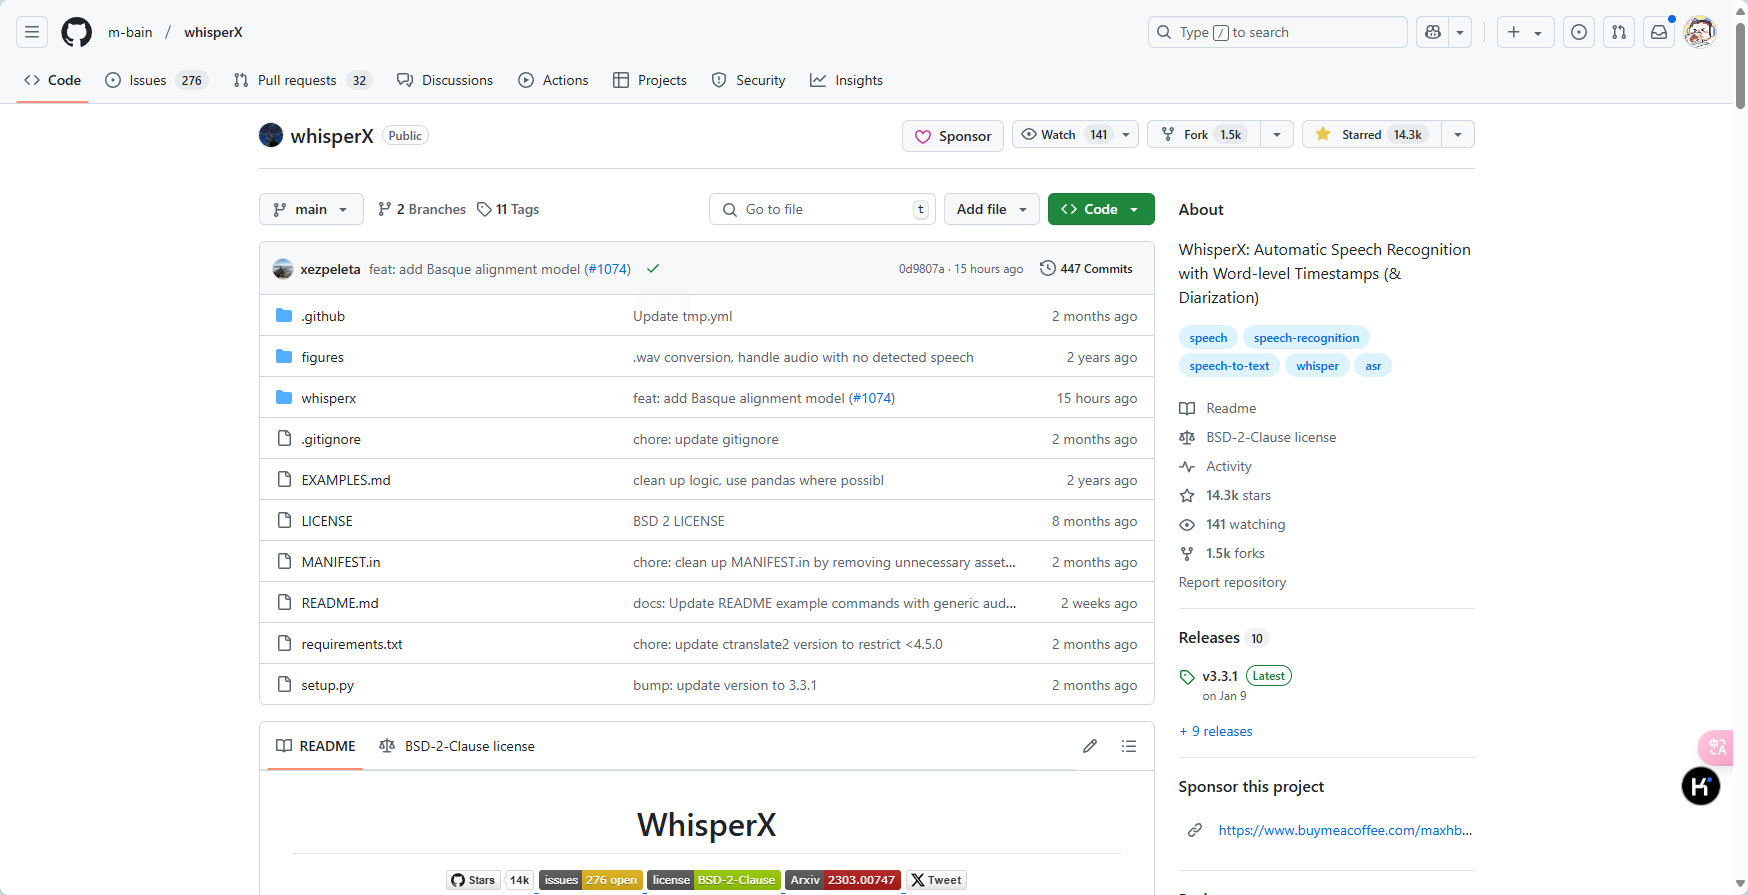 m-bain / whisperX
Type / to search
Code
Issues 276
Pull requests 32
Discussions
Actions
Projects
Security
Insights
whisperX Public
Sponsor
Watch 141
Fork 1.5k
Starred 14.3k
main
2 Branches
11 Tags
Go to file t
Add file
Code
xezpeleta feat: add Basque alignment model (#1074) 0d9807a · 15 hours ago 447 Commits
.github Update tmp.yml 2 months ago
figures .wav conversion, handle audio with no detected speech 2 years ago
whisperx feat: add Basque alignment model (#1074) 15 hours ago
.gitignore chore: update gitignore 2 months ago
EXAMPLES.md clean up logic, use pandas where possibl 2 years ago
LICENSE BSD 2 LICENSE 8 months ago
MANIFEST.in chore: clean up MANIFEST.in by removing unnecessary asset... 2 months ago
README.md docs: Update README example commands with generic aud... 2 weeks ago
requirements.txt chore: update ctranslate2 version to restrict <4.5.0 2 months ago
setup.py bump: update version to 3.3.1 2 months ago
README
BSD-2-Clause license
WhisperX
Stars 14k issues 276 open license BSD-2-Clause Arxiv 2303.00747 Tweet
About
WhisperX: Automatic Speech Recognition
with Word-level Timestamps (&
Diarization)
speech speech-recognition
speech-to-text whisper asr
Readme
BSD-2-Clause license
Activity
14.3k stars
141 watching
1.5k forks
Report repository
Releases 10
v3.3.1 Latest
on Jan 9
+ 9 releases
Sponsor this project
https://www.buymeacoffee.com/maxhb...